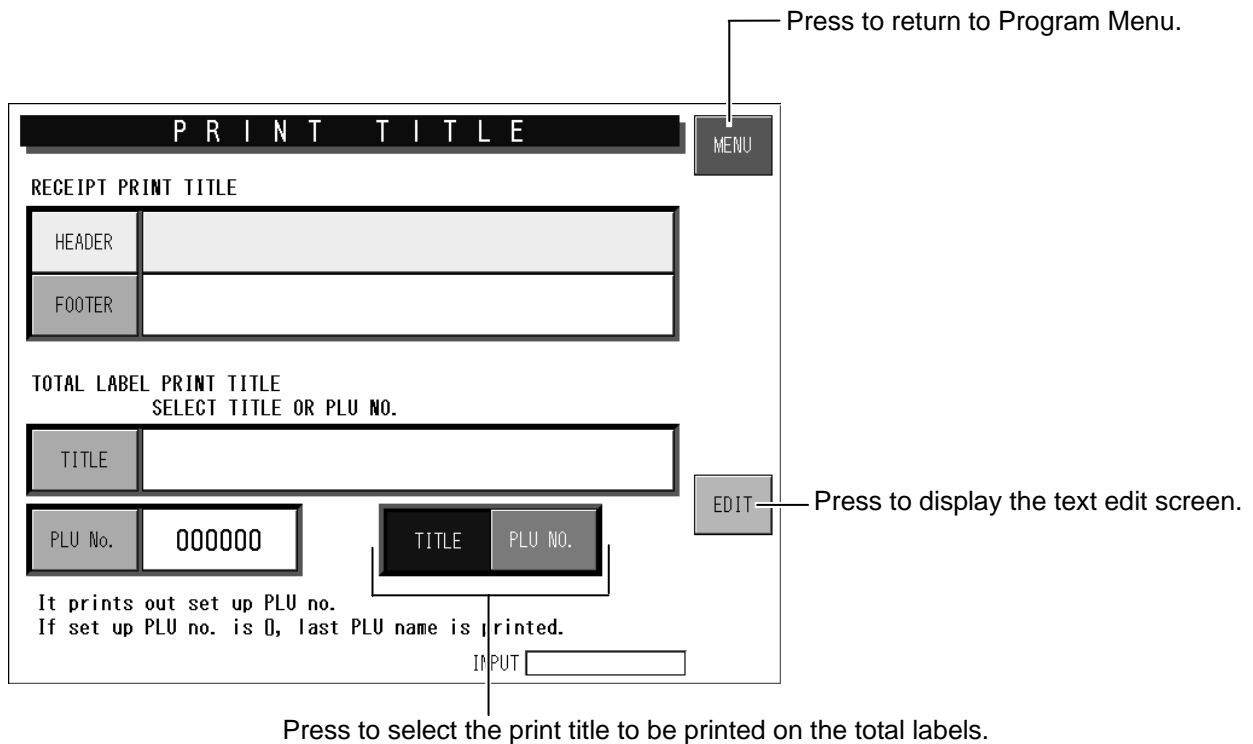 Press to return to Program Menu.
PRINT TITLE
MENU
RECEIPT PRINT TITLE
HEADER
FOOTER
TOTAL LABEL PRINT TITLE
SELECT TITLE OR PLU NO.
TITLE
EDIT
Press to display the text edit screen.
PLU No. 000000 TITLE PLU NO.
It prints out set up PLU no.
If set up PLU no. is 0, last PLU name is printed.
INPUT
Press to select the print title to be printed on the total labels.